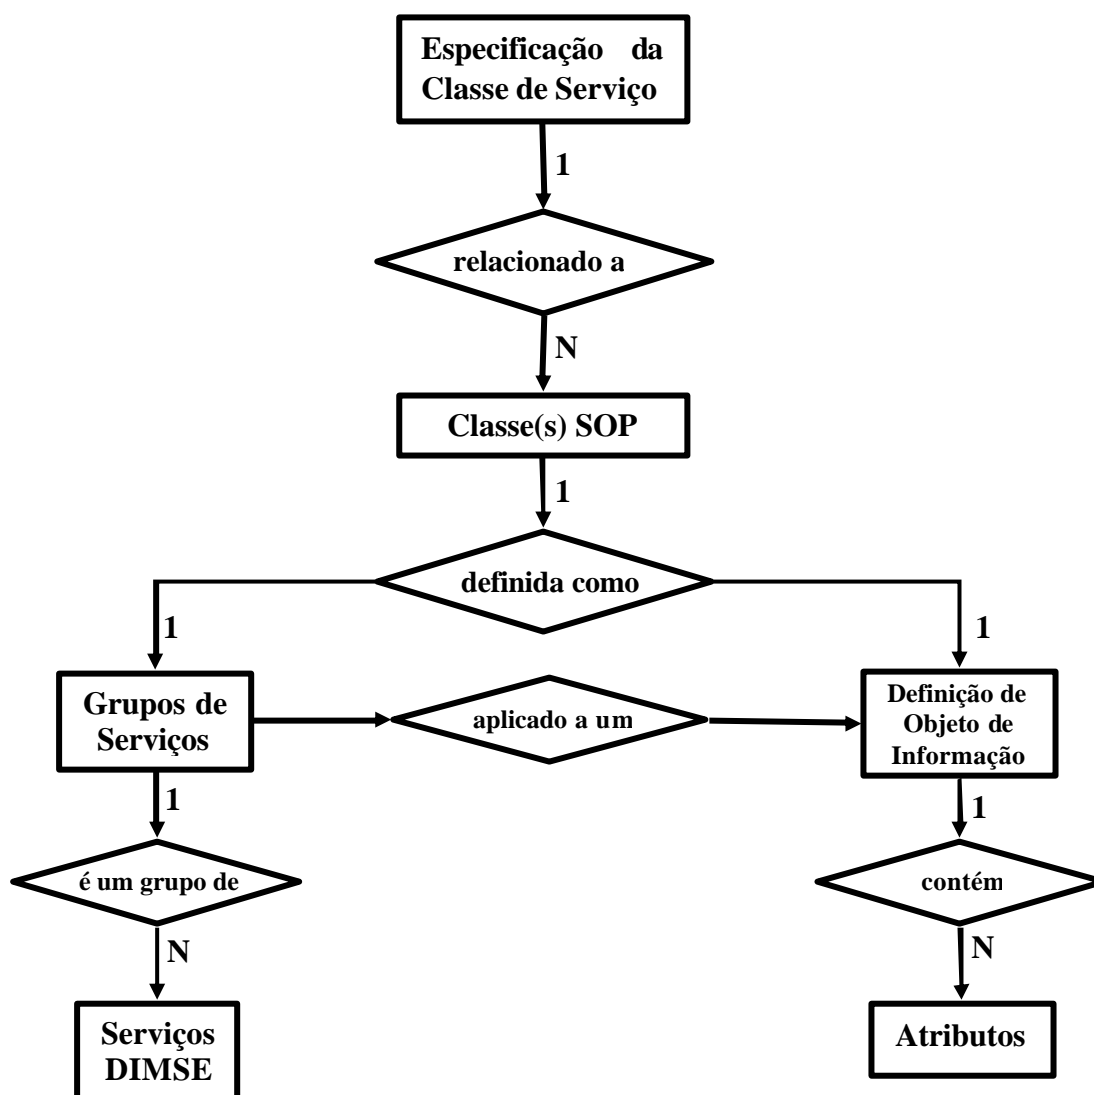 Especificação da
Classe de Serviço
1
relacionado a
N
Classe(s) SOP
1
definida como
1
1
Grupos de
Serviços
aplicado a um
Definição de
Objeto de
Informação
1
1
é um grupo de
contém
N
N
Serviços
DIMSE
Atributos